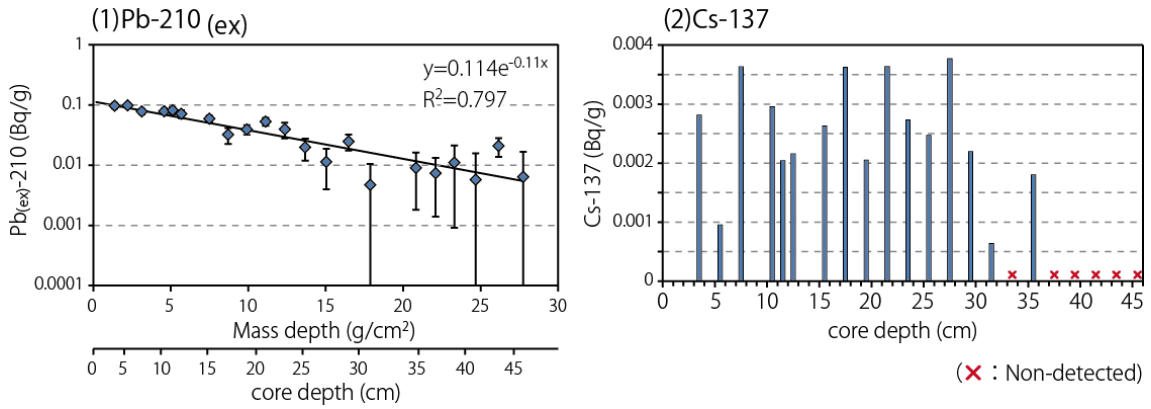 (1)Pb-210 (ex)
Pb(ex)-210 (Bq/g)
1
0.1
0.01
0.001
0.0001
y=0.114e-0.11x
R2=0.797
0 5 10 15 20 25 30
Mass depth (g/cm2)
0 5 10 15 20 25 30 35 40 45
core depth (cm)
(2)Cs-137
Cs-137 (Bq/g)
0.004
0.003
0.002
0.001
0
0 5 10 15 20 25 30 35 40 45
core depth (cm)
(× : Non-detected)